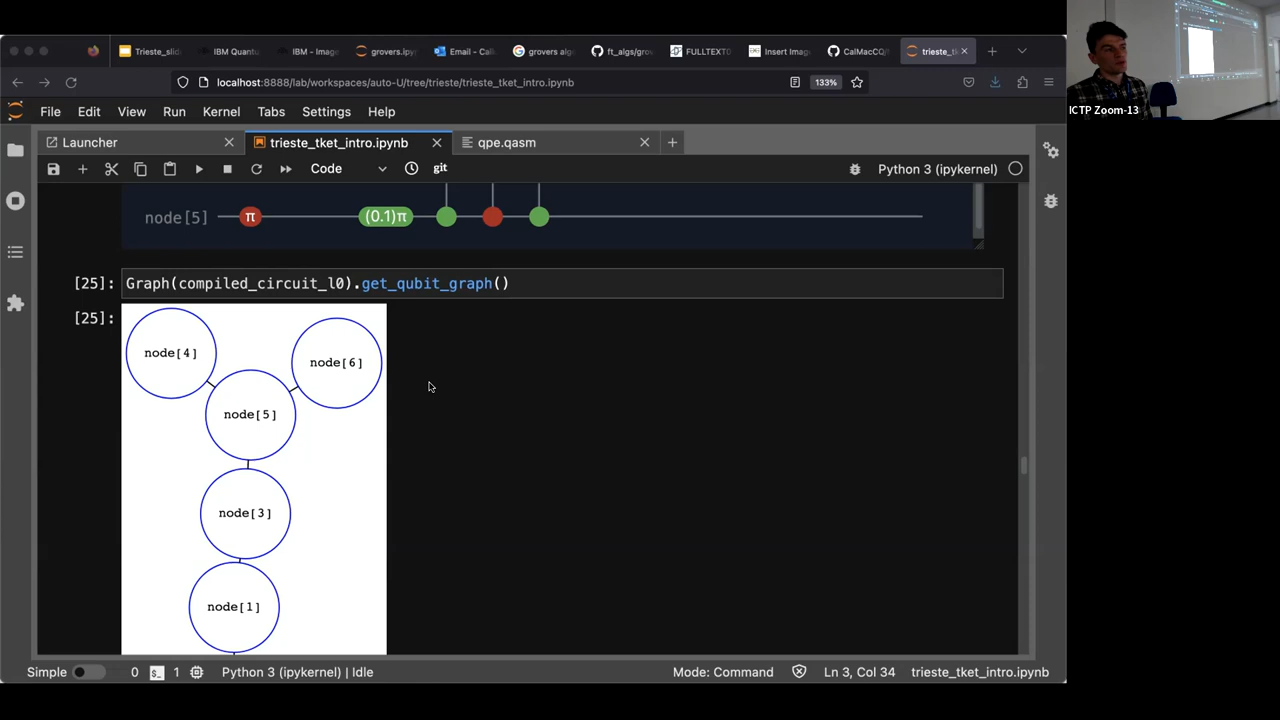 Trieste_slid
IBM Quantu
IBM - Image
grovers.ipyn
Email – Cal
grovers alg
ft_algs/grov
FULLTEXT0
Insert Imag
CalMacCQ/t
trieste_tk
localhost:8888/lab/workspaces/auto-U/tree/trieste/trieste_tket_intro.ipynb
133%
ICTP Zoom-13
File Edit View Run Kernel Tabs Settings Help
Launcher
trieste_tket_intro.ipynb
qpe.qasm
Code
git
Python 3 (ipykernel)
node[5]
π
(0.1)π
[25]:
Graph(compiled_circuit_l0).get_qubit_graph()
[25]:
node[4]
node[6]
node[5]
node[3]
node[1]
Simple
0
1
Python 3 (ipykernel) | Idle
Mode: Command
Ln 3, Col 34
trieste_tket_intro.ipynb